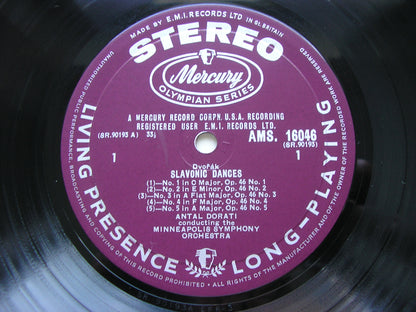 MADE BY E.M.I. RECORDS LTD IN GT. BRITAIN
STEREO
Mercury
OLYMPIAN SERIES
A MERCURY RECORD CORPN. U.S.A. RECORDING
REGISTERED USER E.M.I. RECORDS LTD.
(SR.90193 A) 33⅓ AMS. 16046
(SR.90193 A)
1 1
Dvořák
SLAVONIC DANCES
(1)—No. 1 in C Major, Op. 46 No. 1
(2)—No. 2 in E Minor, Op. 46 No. 2
(3)—No. 3 in A Flat Major, Op. 46 No. 3
(4)—No. 4 in F Major, Op. 46 No. 4
(5)—No. 5 in A Major, Op. 46 No. 5
ANTAL DORATI
conducting the
MINNEAPOLIS SYMPHONY
ORCHESTRA
LIVING PRESENCE
LONG-PLAYING
UNAUTHORISED PUBLIC PERFORMANCE, BROADCASTING AND COPYING OF THIS RECORD PROHIBITED • ALL RIGHTS OF THE MANUFACTURER AND OF THE OWNER OF THE RECORDED WORK RESERVED